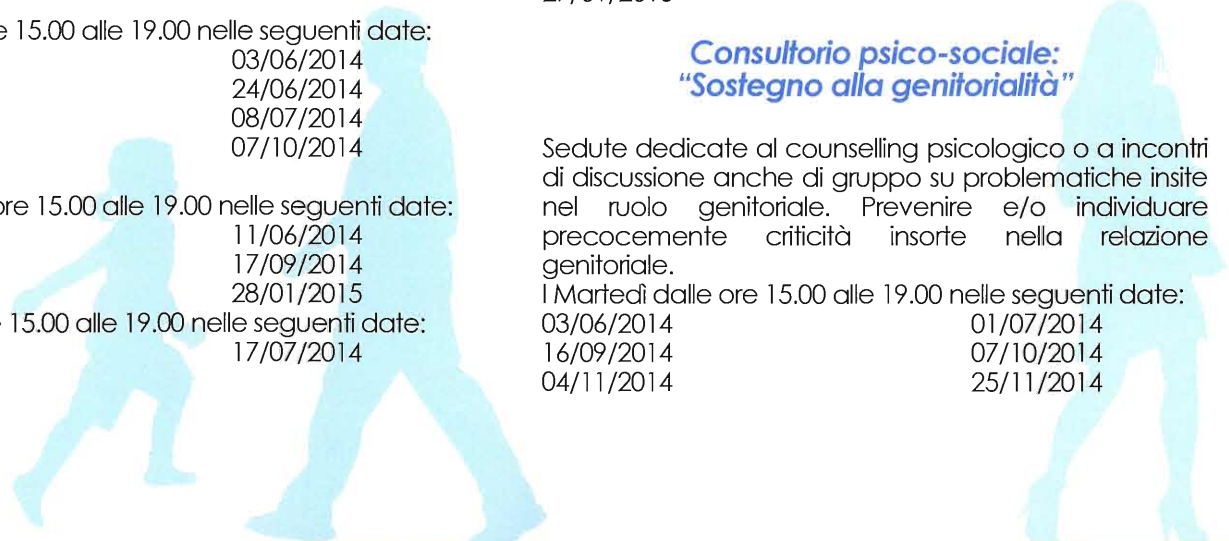 15.00 alle 19.00 nelle seguenti date:
03/06/2014
24/06/2014
08/07/2014
07/10/2014
ore 15.00 alle 19.00 nelle seguenti date:
11/06/2014
17/09/2014
28/01/2015
15.00 alle 19.00 nelle seguenti date:
17/07/2014
Consultorio psico-sociale:
“Sostegno alla genitorialità”
Sedute dedicate al counselling psicologico o a incontri
di discussione anche di gruppo su problematiche insite
nel ruolo genitoriale. Prevenire e/o individuare
precocemente criticità insorte nella relazione
genitoriale.
I Martedì dalle ore 15.00 alle 19.00 nelle seguenti date:
03/06/2014 01/07/2014
16/09/2014 07/10/2014
04/11/2014 25/11/2014